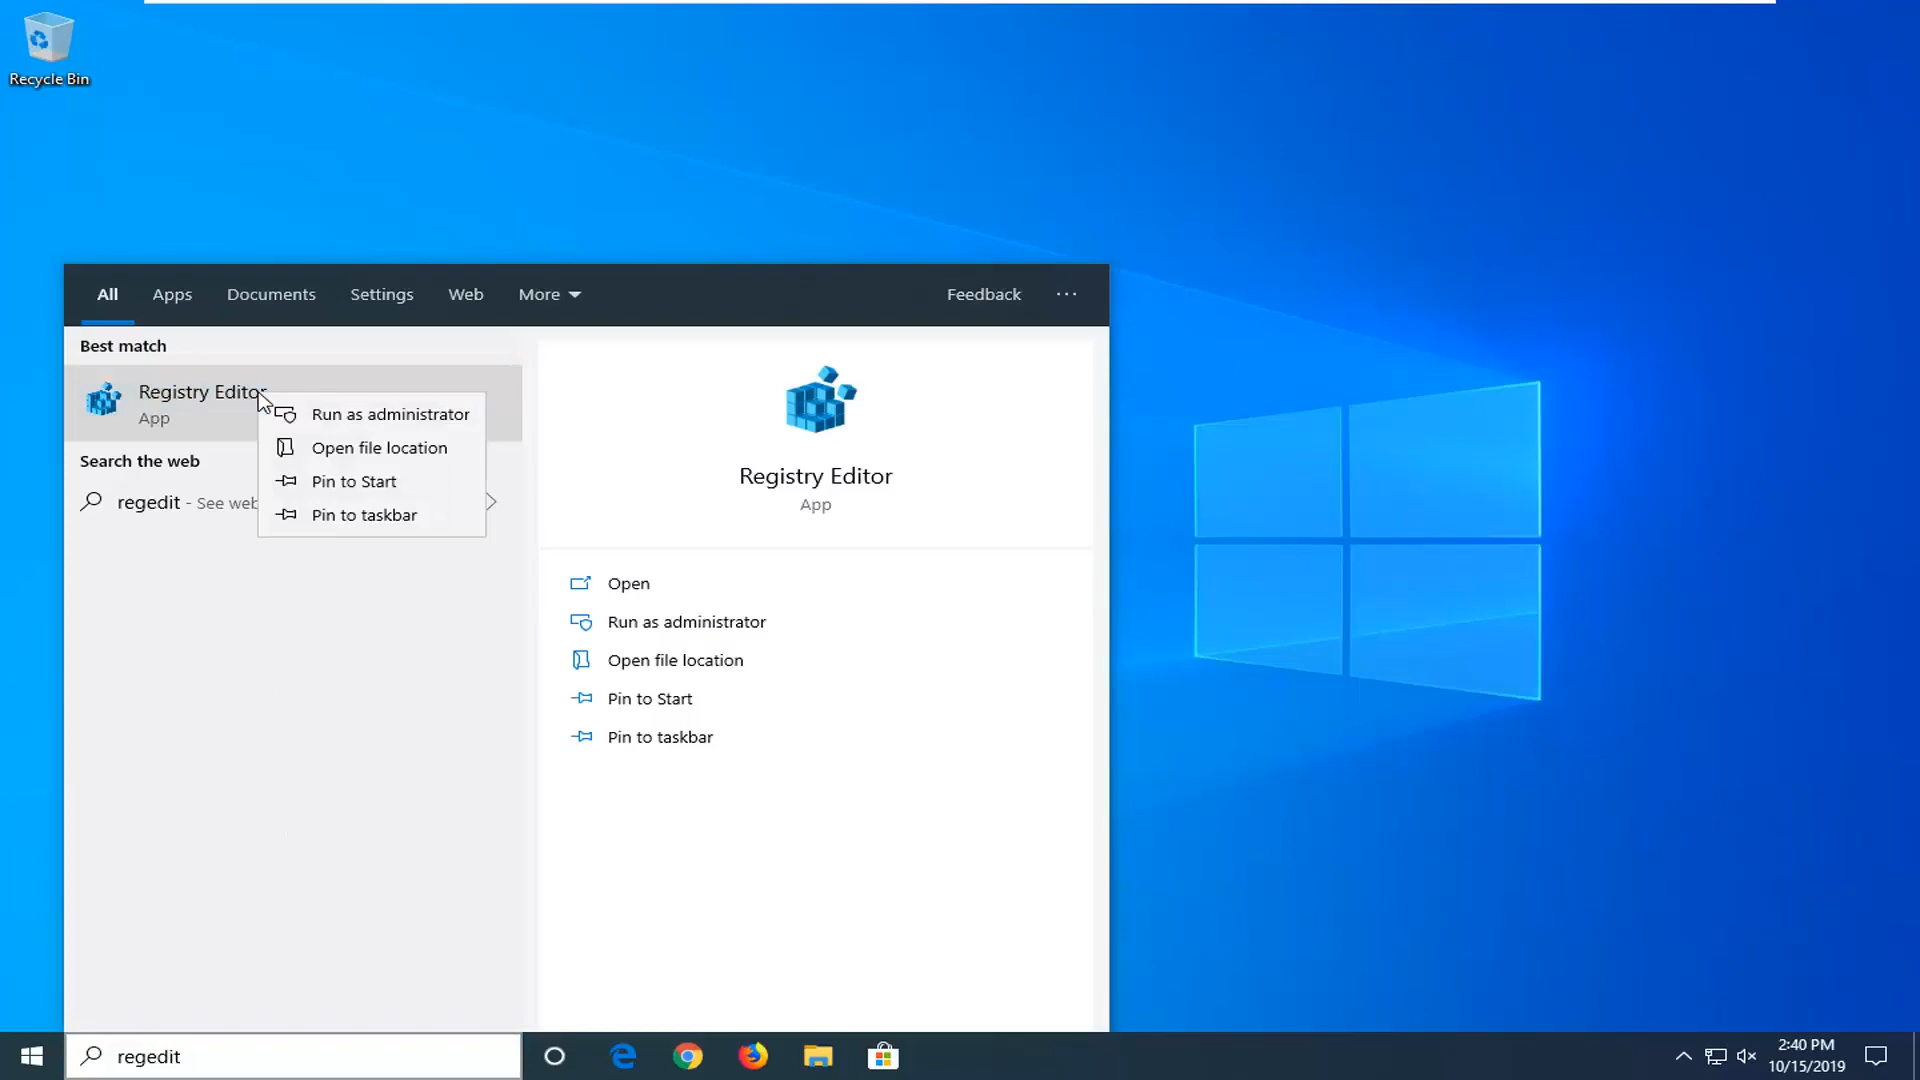 Recycle Bin
All Apps Documents Settings Web More Feedback ...
Best match
Registry Editor
App
Run as administrator
Open file location
Pin to Start
Pin to taskbar
Search the web
regedit - See web
Registry Editor
App
Open
Run as administrator
Open file location
Pin to Start
Pin to taskbar
regedit
2:40 PM
10/15/2019